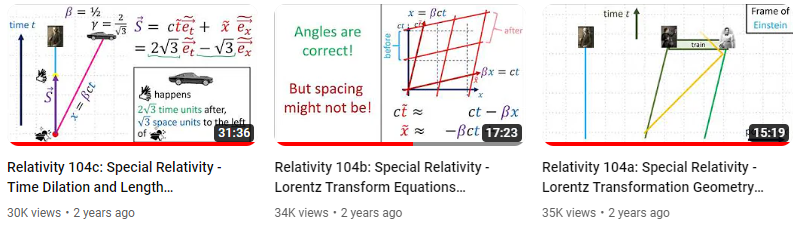 β = ½
γ = 2/√3
time t
S⃗ = ct̃ẽₜ + x̃ ẽₓ
= 2√3 ẽₜ − √3 ẽₓ
S⃗
x = βct
happens
2√3 time units after,
√3 space units to the left
of
31:36
Relativity 104c: Special Relativity -
Time Dilation and Length…
30K views • 2 years ago
Angles are
correct!
But spacing
might not be!
x = βct
ct
before
after
βx = ct
x
ct̃ ≈ ct − βx
x̃ ≈ −βct
17:23
Relativity 104b: Special Relativity -
Lorentz Transform Equations…
34K views • 2 years ago
time t
Frame of
Einstein
train
15:19
Relativity 104a: Special Relativity -
Lorentz Transformation Geometry…
35K views • 2 years ago